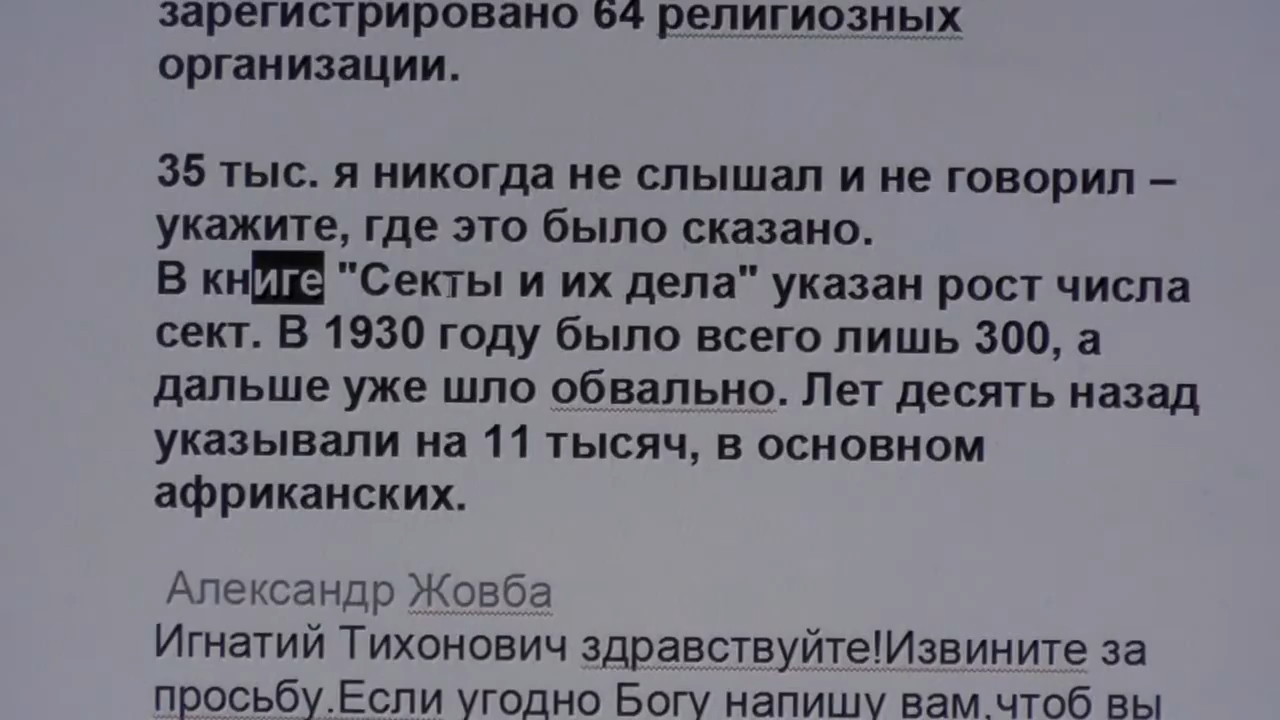 зарегистрировано 64 религиозных
организации.
35 тыс. я никогда не слышал и не говорил –
укажите, где это было сказано.
В книге "Секты и их дела" указан рост числа
сект. В 1930 году было всего лишь 300, а
дальше уже шло обвально. Лет десять назад
указывали на 11 тысяч, в основном
африканских.
Александр Жовба
Игнатий Тихонович здравствуйте!Извините за
просьбу.Если угодно Богу напишу вам,чтоб вы